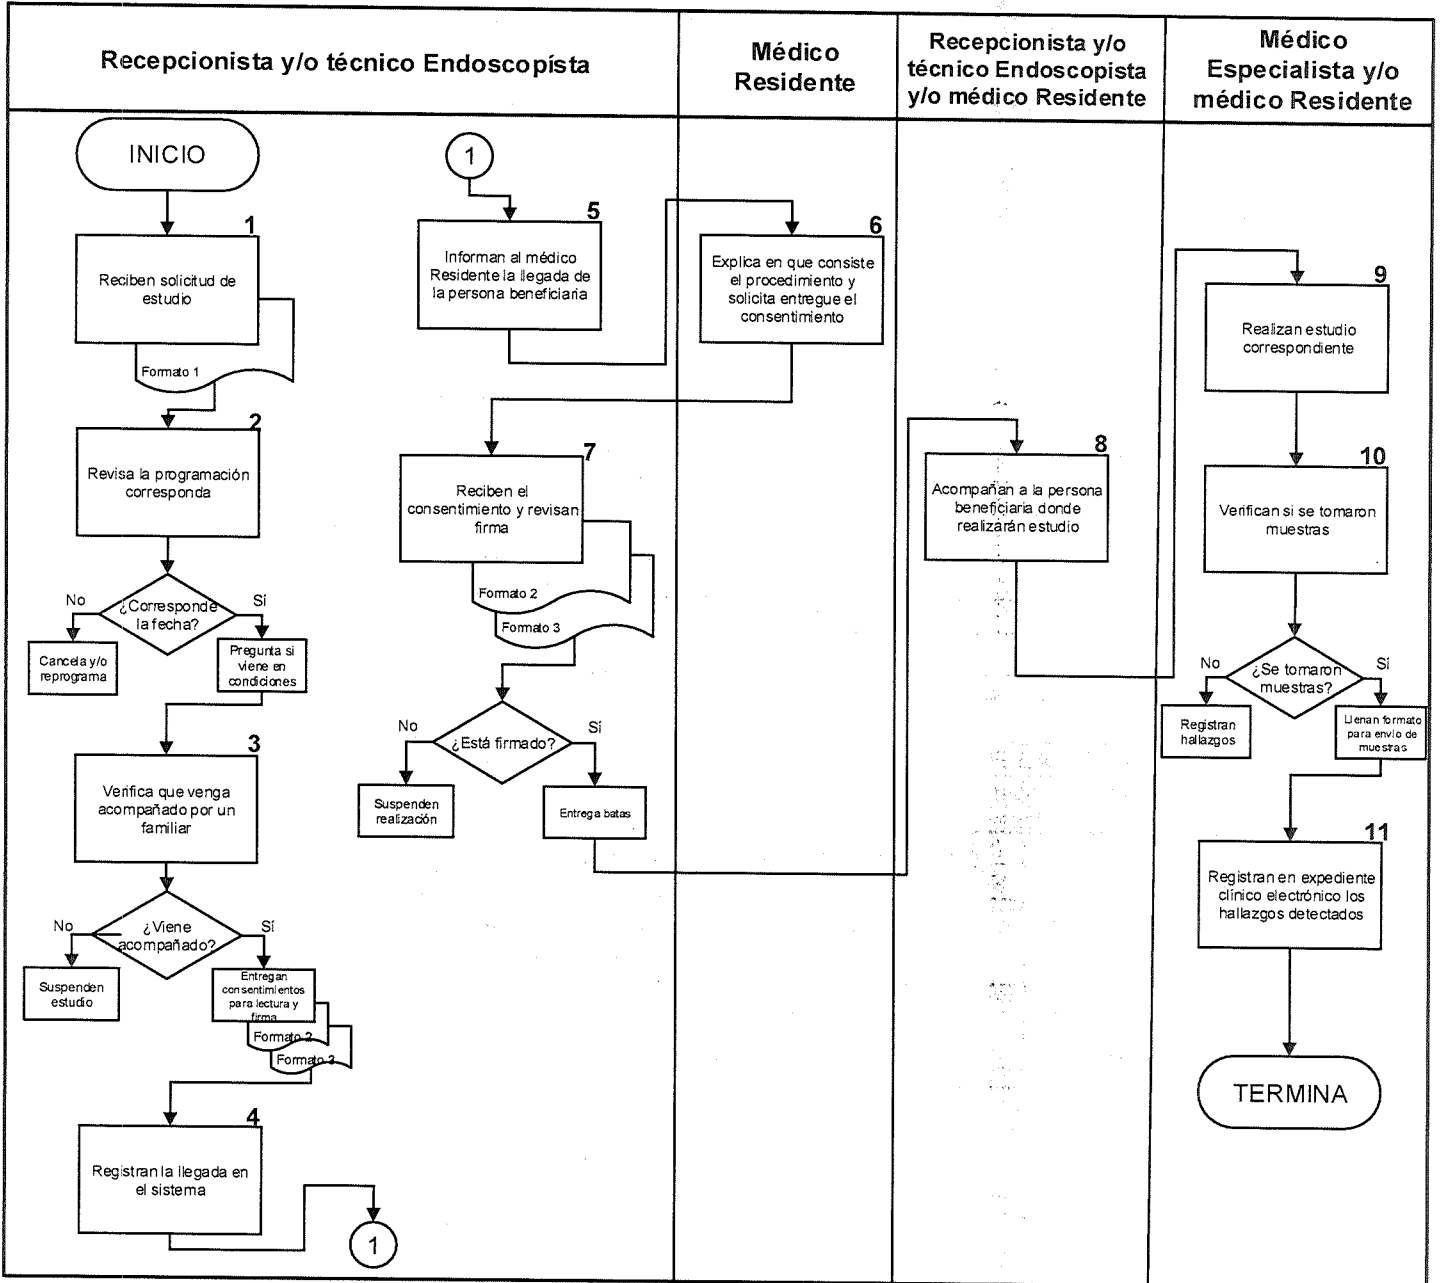 Recepcionista y/o técnico Endoscopísta
Médico
Residente
Recepcionista y/o
técnico Endoscopista
y/o médico Residente
Médico
Especialista y/o
médico Residente
INICIO
1
Reciben solicitud de
estudio
Formato 1
2
Revisa la programación
corresponda
¿Corresponde
la fecha?
No
Sí
Cancela y/o
reprograma
Pregunta si
viene en
condiciones
3
Verifica que venga
acompañado por un
familiar
¿Viene
acompañado?
No
Sí
Suspenden
estudio
Entregan
consentimientos
para lectura y
firma
Formato 2
Formato 3
4
Registran la llegada en
el sistema
1
1
5
Informan al médico
Residente la llegada de
la persona beneficiaria
6
Explica en que consiste
el procedimiento y
solicita entregue el
consentimiento
7
Reciben el
consentimiento y revisan
firma
Formato 2
Formato 3
¿Está firmado?
No
Sí
Suspenden
realización
Entrega batas
8
Acompañan a la persona
beneficiaria donde
realizarán estudio
9
Realizan estudio
correspondiente
10
Verifican si se tomaron
muestras
¿Se tomaron
muestras?
No
Sí
Registran
hallazgos
Llenan formato
para envío de
muestras
11
Registran en expediente
clínico electrónico los
hallazgos detectados
TERMINA